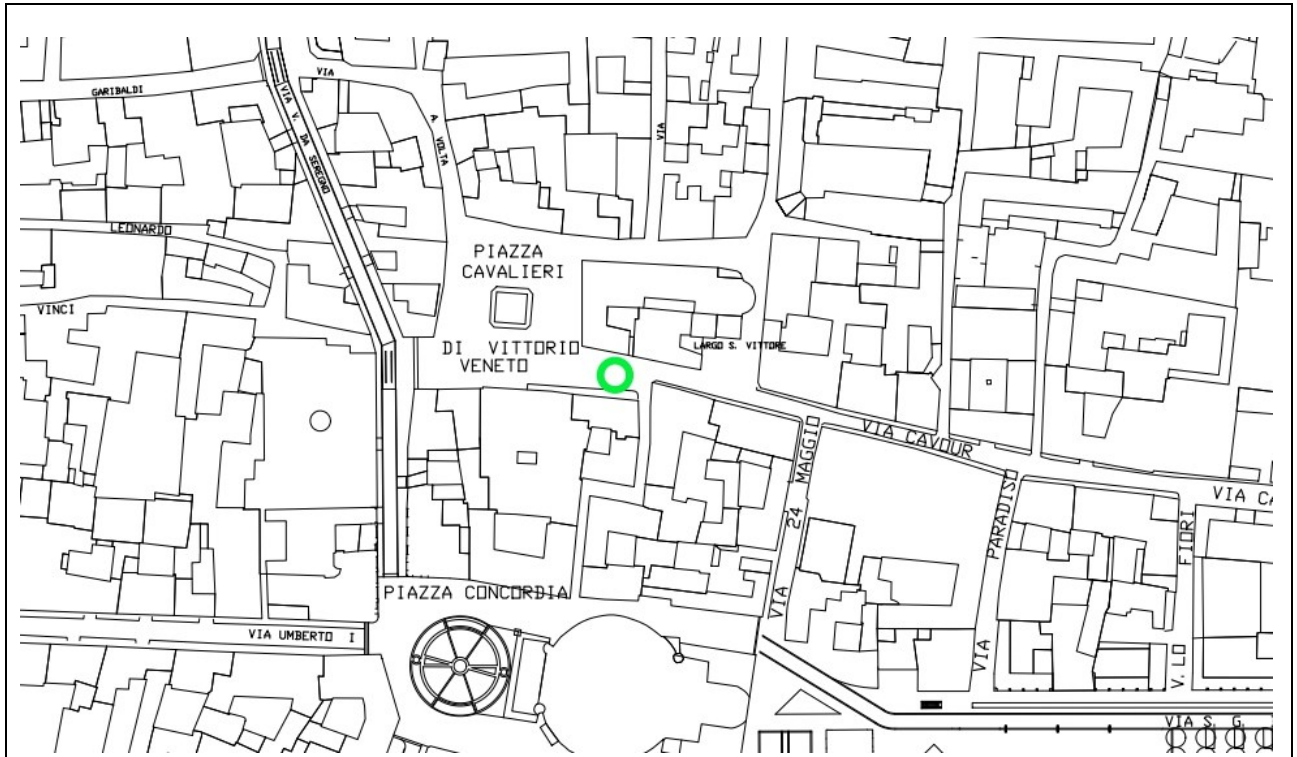 VIA
GARIBALDI
VIA V. DA SEREGNO
A. VOLTA
VIA
LEONARDO
PIAZZA
CAVALIERI
VINCI
DI VITTORIO
VENETO
LARGO S. VITTORE
VIA CAVOUR
VIA 24 MAGGIO
VIA PARADISO
VIA CA
V.LO FIORI
PIAZZA CONCORDIA
VIA UMBERTO I
VIA S. G.